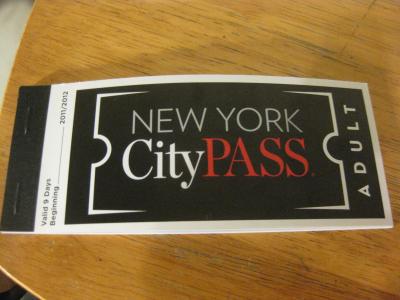 NEW YORK
CityPASS.
ADULT
Valid 9 Days
Beginning 2011/2012